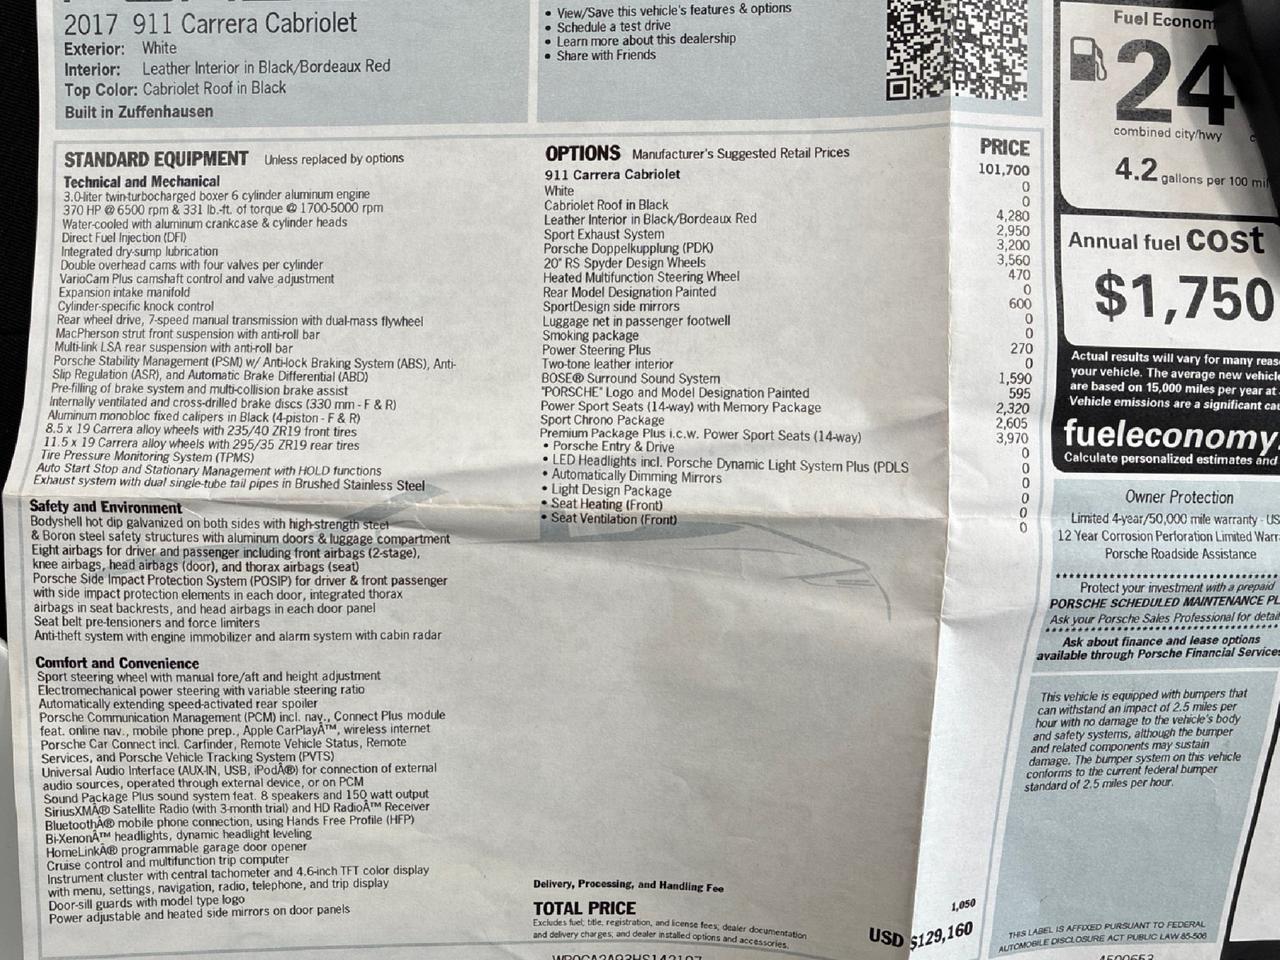 2017 911 Carrera Cabriolet
Exterior: White
Interior: Leather Interior in Black/Bordeaux Red
Top Color: Cabriolet Roof in Black
Built in Zuffenhausen
• View/Save this vehicle's features & options
• Schedule a test drive
• Learn more about this dealership
• Share with Friends
STANDARD EQUIPMENT Unless replaced by options
Technical and Mechanical
3.0-liter twin-turbocharged boxer 6 cylinder aluminum engine
370 HP @ 6500 rpm & 331 lb.-ft. of torque @ 1700-5000 rpm
Water-cooled with aluminum crankcase & cylinder heads
Direct Fuel Injection (DFI)
Integrated dry-sump lubrication
Double overhead cams with four valves per cylinder
VarioCam Plus camshaft control and valve adjustment
Expansion intake manifold
Cylinder-specific knock control
Rear wheel drive, 7-speed manual transmission with dual-mass flywheel
MacPherson strut front suspension with anti-roll bar
Multi-link LSA rear suspension with anti-roll bar
Porsche Stability Management (PSM) w/ Anti-lock Braking System (ABS), Anti-
Slip Regulation (ASR), and Automatic Brake Differential (ABD)
Pre-filling of brake system and multi-collision brake assist
Internally ventilated and cross-drilled brake discs (330 mm - F & R)
Aluminum monobloc fixed calipers in Black (4-piston - F & R)
8.5 x 19 Carrera alloy wheels with 235/40 ZR19 front tires
11.5 x 19 Carrera alloy wheels with 295/35 ZR19 rear tires
Tire Pressure Monitoring System (TPMS)
Auto Start Stop and Stationary Management with HOLD functions
Exhaust system with dual single-tube tail pipes in Brushed Stainless Steel
Safety and Environment
Bodyshell hot dip galvanized on both sides with high-strength steel
& Boron steel safety structures with aluminum doors & luggage compartment
Eight airbags for driver and passenger including front airbags (2-stage),
knee airbags, head airbags (door), and thorax airbags (seat)
Porsche Side Impact Protection System (POSIP) for driver & front passenger
with side impact protection elements in each door, integrated thorax
airbags in seat backrests, and head airbags in each door panel
Seat belt pre-tensioners and force limiters
Anti-theft system with engine immobilizer and alarm system with cabin radar
Comfort and Convenience
Sport steering wheel with manual fore/aft and height adjustment
Electromechanical power steering with variable steering ratio
Automatically extending speed-activated rear spoiler
Porsche Communication Management (PCM) incl. nav., Connect Plus module
feat. online nav., mobile phone prep., Apple CarPlayÂ™, wireless internet
Porsche Car Connect incl. Carfinder, Remote Vehicle Status, Remote
Services, and Porsche Vehicle Tracking System (PVTS)
Universal Audio Interface (AUX-IN, USB, iPodÂ®) for connection of external
audio sources, operated through external device, or on PCM
Sound Package Plus sound system feat. 8 speakers and 150 watt output
SiriusXMÂ® Satellite Radio (with 3-month trial) and HD RadioÂ™ Receiver
BluetoothÂ® mobile phone connection, using Hands Free Profile (HFP)
Bi-XenonÂ™ headlights, dynamic headlight leveling
HomeLinkÂ® programmable garage door opener
Cruise control and multifunction trip computer
Instrument cluster with central tachometer and 4.6-inch TFT color display
with menu, settings, navigation, radio, telephone, and trip display
Door-sill guards with model type logo
Power adjustable and heated side mirrors on door panels
OPTIONS Manufacturer's Suggested Retail Prices
911 Carrera Cabriolet
White
Cabriolet Roof in Black
Leather Interior in Black/Bordeaux Red
Sport Exhaust System
Porsche Doppelkupplung (PDK)
20" RS Spyder Design Wheels
Heated Multifunction Steering Wheel
Rear Model Designation Painted
SportDesign side mirrors
Luggage net in passenger footwell
Smoking package
Power Steering Plus
Two-tone leather interior
BOSE® Surround Sound System
"PORSCHE" Logo and Model Designation Painted
Power Sport Seats (14-way) with Memory Package
Sport Chrono Package
Premium Package Plus i.c.w. Power Sport Seats (14-way)
• Porsche Entry & Drive
• LED Headlights incl. Porsche Dynamic Light System Plus (PDLS
• Automatically Dimming Mirrors
• Light Design Package
• Seat Heating (Front)
• Seat Ventilation (Front)
Delivery, Processing, and Handling Fee
TOTAL PRICE
Excludes fuel; title, registration, and license fees; dealer documentation
and delivery charges; and dealer installed options and accessories.
PRICE
101,700
0
0
4,280
2,950
3,200
3,560
470
0
600
0
0
270
0
1,590
595
2,320
2,605
3,970
0
0
0
0
0
0
1,050
USD $129,160
Fuel Econom
24
combined city/hwy
4.2 gallons per 100 mil
Annual fuel cost
$1,750
Actual results will vary for many reas
your vehicle. The average new vehicle
are based on 15,000 miles per year at
Vehicle emissions are a significant cau
fueleconomy.
Calculate personalized estimates and
Owner Protection
Limited 4-year/50,000 mile warranty - US
12 Year Corrosion Perforation Limited Warr
Porsche Roadside Assistance
Protect your investment with a prepaid
PORSCHE SCHEDULED MAINTENANCE PL
Ask your Porsche Sales Professional for detail
Ask about finance and lease options
available through Porsche Financial Services
This vehicle is equipped with bumpers that
can withstand an impact of 2.5 miles per
hour with no damage to the vehicle's body
and safety systems, although the bumper
and related components may sustain
damage. The bumper system on this vehicle
conforms to the current federal bumper
standard of 2.5 miles per hour.
THIS LABEL IS AFFIXED PURSUANT TO FEDERAL
AUTOMOBILE DISCLOSURE ACT PUBLIC LAW 85-506